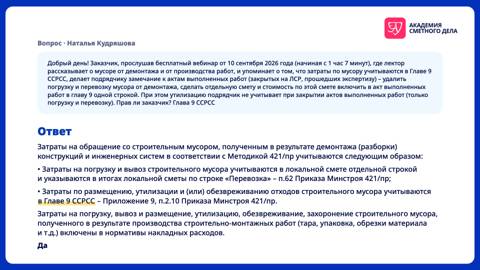 АКАДЕМИЯ
СМЕТНОГО ДЕЛА
Вопрос · Наталья Кудряшова
Добрый день! Заказчик, прослушав бесплатный вебинар от 10 сентября 2026 года (начиная с 1 час 7 минут), где лектор
рассказывает о мусоре от демонтажа и от производства работ, и упоминает о том, что затраты по мусору учитываются в Главе 9
ССРСС, делает подрядчику замечание к актам выполненных работ (закрытых на ЛСР, прошедших экспертизу) – удалить
погрузку и перевозку мусора от демонтажа, сделать отдельную смету и стоимость по этой смете включить в акт выполненных
работ в главу 9 одной строкой. При этом утилизацию подрядчик не учитывает при закрытии актов выполненных работ (только
погрузку и перевозку). Прав ли заказчик? Глава 9 ССРСС
Ответ
Затраты на обращение со строительным мусором, полученным в результате демонтажа (разборки)
конструкций и инженерных систем в соответствии с Методикой 421/пр учитываются следующим образом:
• Затраты на погрузку и вывоз строительного мусора учитываются в локальной смете отдельной строкой
и указываются в итогах локальной сметы по строке «Перевозка» – п.62 Приказа Минстроя 421/пр;
• Затраты по размещению, утилизации и (или) обезвреживанию отходов строительного мусора учитываются
в Главе 9 ССРСС – Приложение 9, п.2.10 Приказа Минстроя 421/пр.
Затраты на погрузку, вывоз и размещение, утилизацию, обезвреживание, захоронение строительного мусора,
полученного в результате производства строительно-монтажных работ (тара, упаковка, обрезки материала
и т.д.) включены в нормативы накладных расходов.
Да